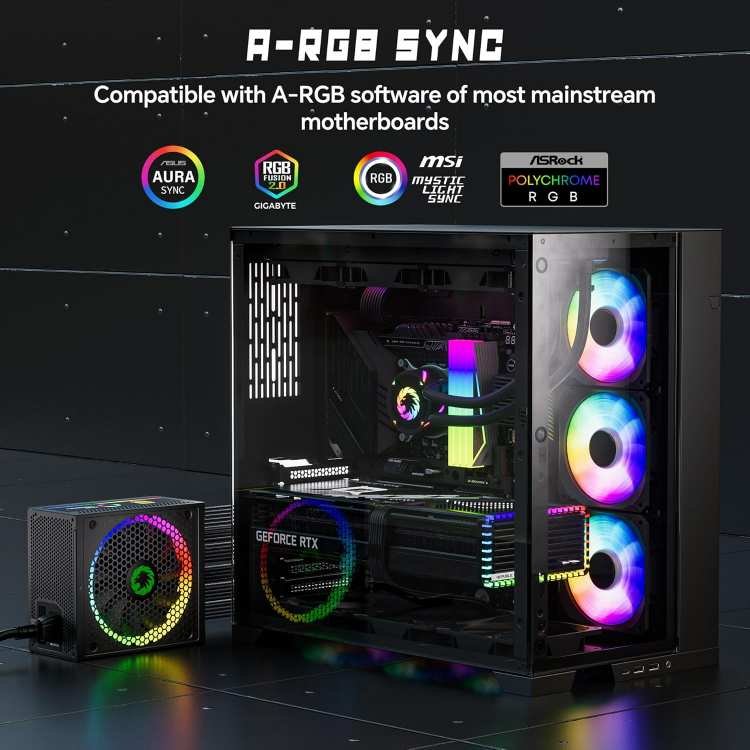 A-RGB SYNC
Compatible with A-RGB software of most mainstream
motherboards
ASUS
AURA
SYNC
RGB
FUSION
2.0
GIGABYTE
RGB
msi
MYSTIC
LIGHT
SYNC
ASRock
POLYCHROME
RGB
88
GEFORCE RTX